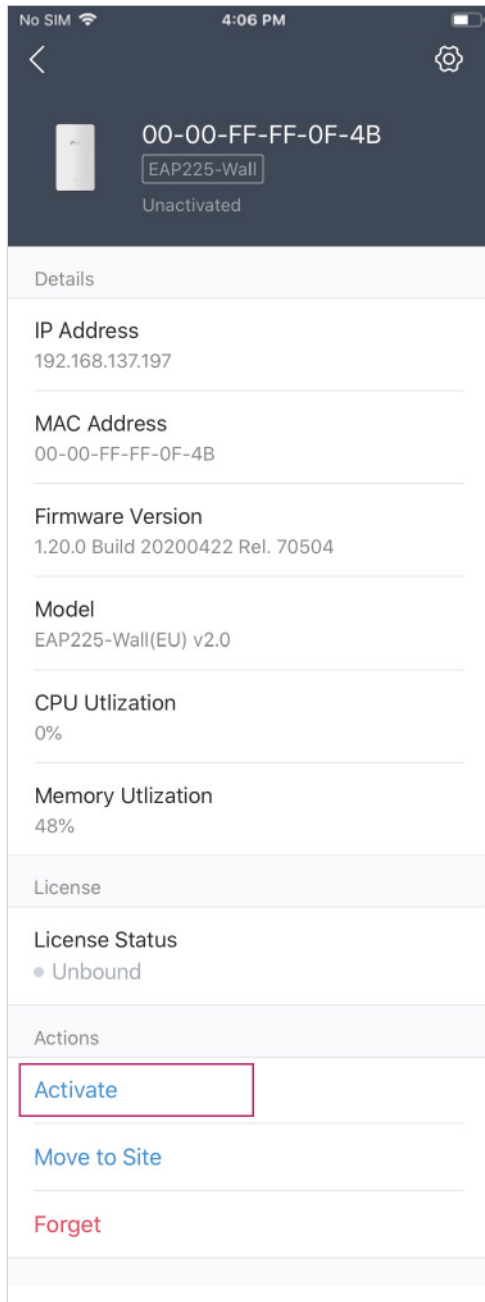 No SIM 4:06 PM
00-00-FF-FF-0F-4B
EAP225-Wall
Unactivated
Details
IP Address
192.168.137.197
MAC Address
00-00-FF-FF-0F-4B
Firmware Version
1.20.0 Build 20200422 Rel. 70504
Model
EAP225-Wall(EU) v2.0
CPU Utlization
0%
Memory Utlization
48%
License
License Status
Unbound
Actions
Activate
Move to Site
Forget